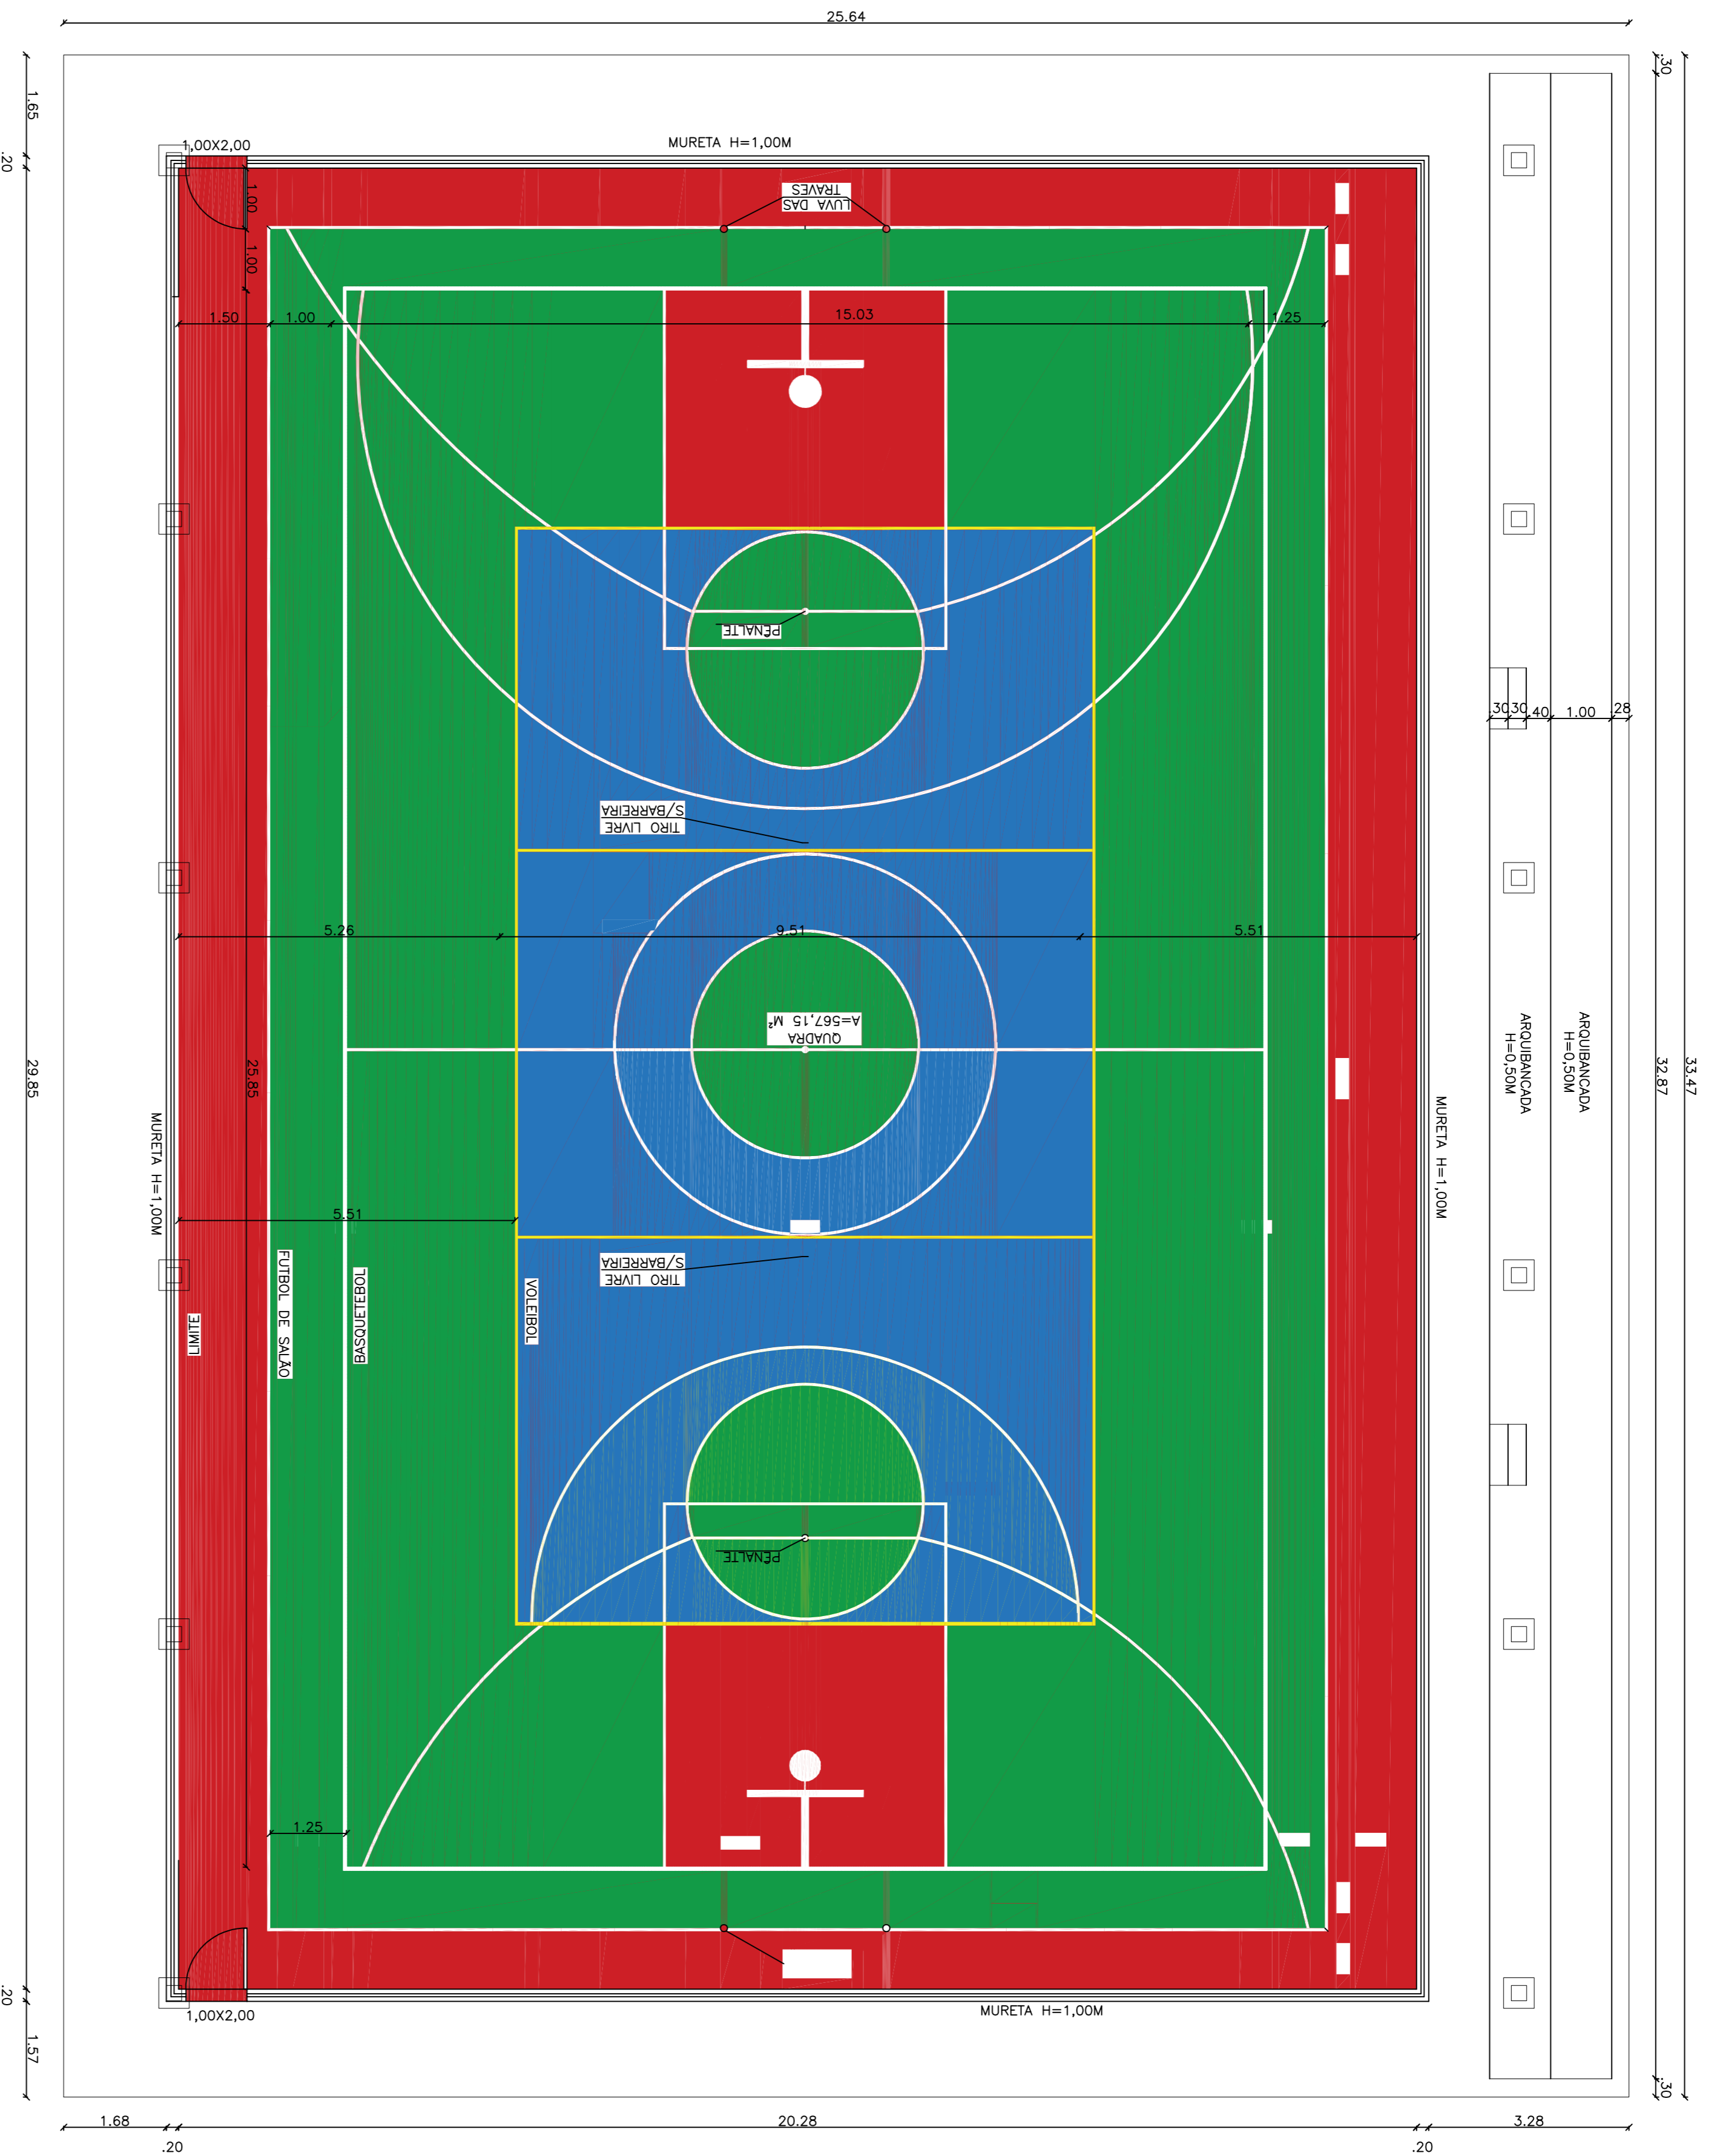 25.64
.30
33.47
1.65
.20
1,00X2,00
MURETA H=1,00M
LUVA DAS
TRAVES
1.00
1.00
1.50
1.00
15.03
1.25
PÊNALTE
.30
.30
.40
1.00
.28
TIRO LIVRE
S/BARREIRA
5.26
9.51
5.51
QUADRA
A=567,15 M²
ARQUIBANCADA
H=0,50M
ARQUIBANCADA
H=0,50M
29.85
25.85
32.87
MURETA H=1,00M
MURETA H=1,00M
5.51
TIRO LIVRE
S/BARREIRA
LIMITE
FUTBOL DE SALÃO
BASQUETEBOL
VOLEIBOL
PÊNALTE
1.25
.20
1,00X2,00
MURETA H=1,00M
1.57
.30
1.68
20.28
3.28
.20
.20